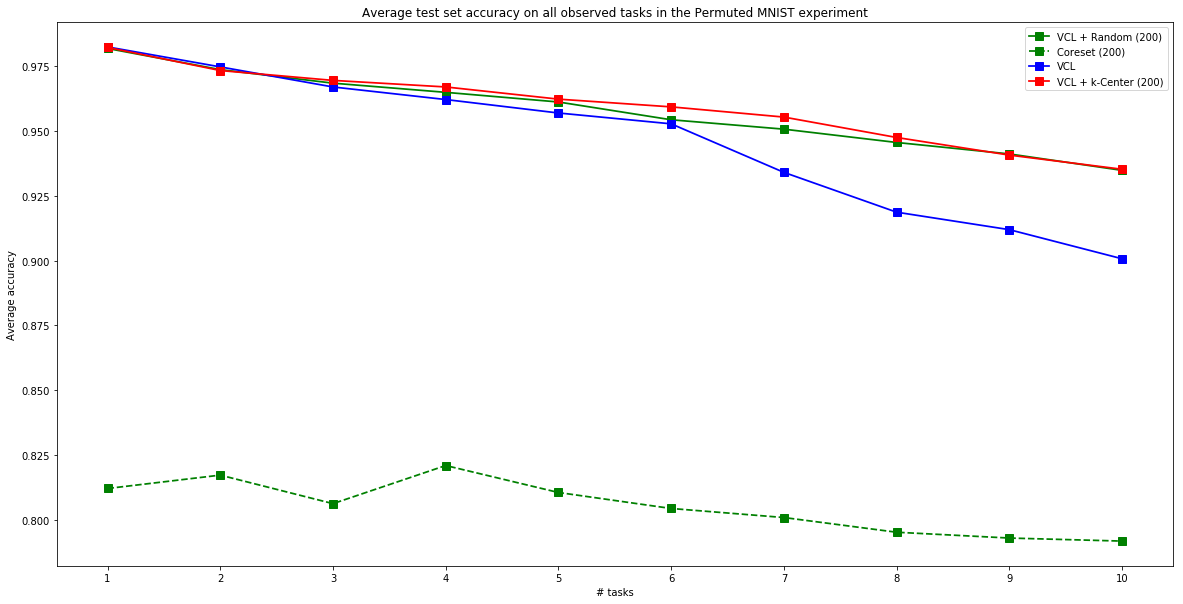 Average test set accuracy on all observed tasks in the Permuted MNIST experiment
VCL + Random (200)
Coreset (200)
VCL
VCL + k-Center (200)
0.975
0.950
0.925
0.900
0.875
0.850
0.825
0.800
Average accuracy
1 2 3 4 5 6 7 8 9 10
# tasks